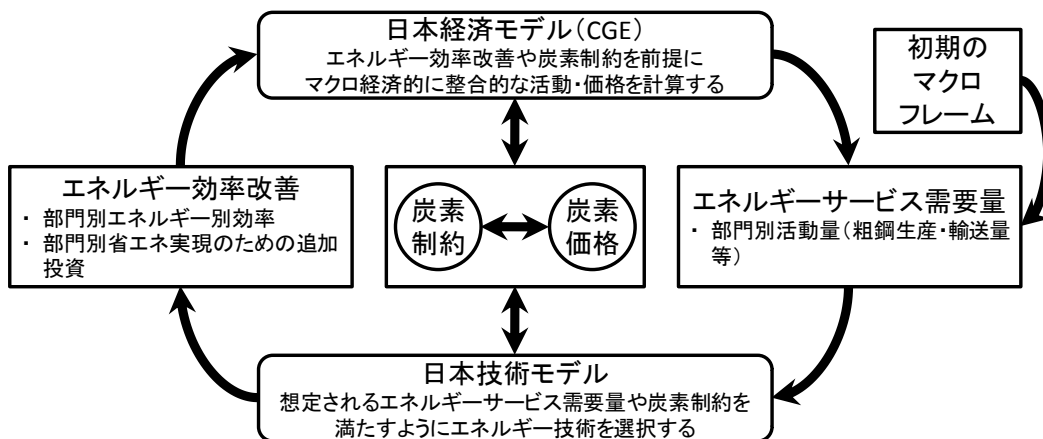 日本経済モデル（CGE）
エネルギー効率改善や炭素制約を前提に
マクロ経済的に整合的な活動・価格を計算する
初期の
マクロ
フレーム
エネルギー効率改善
・ 部門別エネルギー別効率
・ 部門別省エネ実現のための追加
投資
炭素
制約
炭素
価格
エネルギーサービス需要量
・ 部門別活動量（粗鋼生産・輸送量
等）
日本技術モデル
想定されるエネルギーサービス需要量や炭素制約を
満たすようにエネルギー技術を選択する